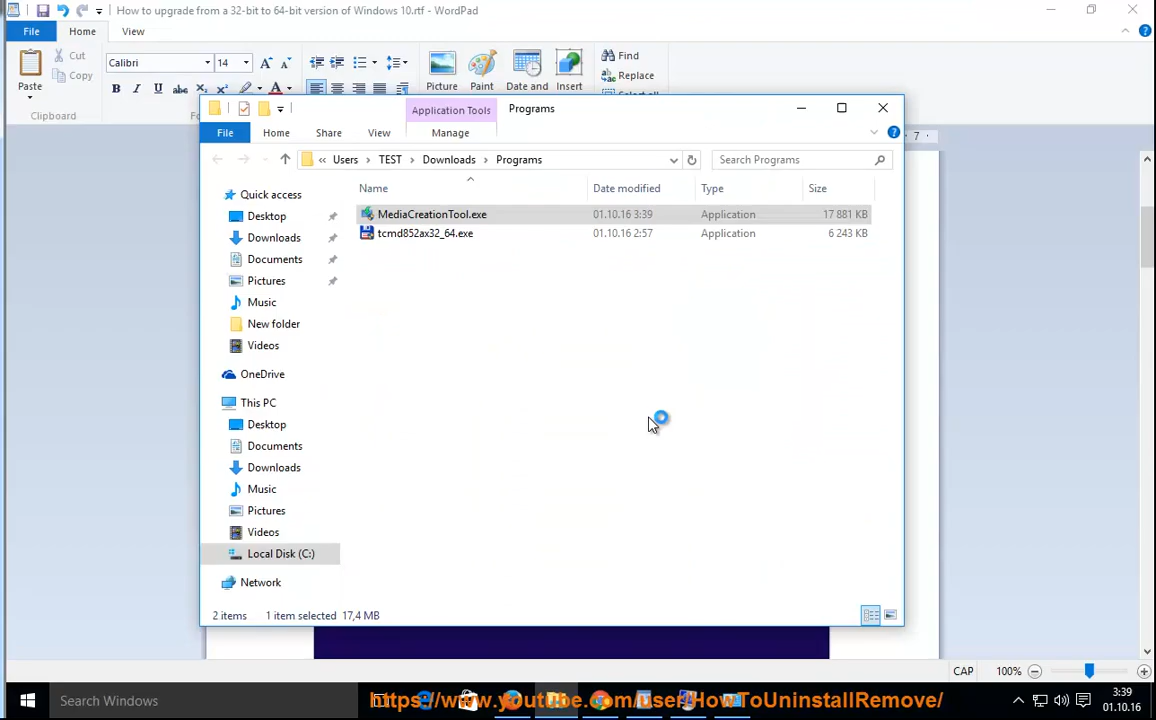 How to upgrade from a 32-bit to 64-bit version of Windows 10.rtf - WordPad
File Home View
Paste
Cut
Copy
Clipboard
Calibri 14
B I U abc X₂ X² A
Picture Paint Date and Insert
Find
Replace
Application Tools Programs
File Home Share View Manage
« Users > TEST > Downloads > Programs
Search Programs
7
Name Date modified Type Size
MediaCreationTool.exe 01.10.16 3:39 Application 17 881 KB
tcmd852ax32_64.exe 01.10.16 2:57 Application 6 243 KB
Quick access
Desktop
Downloads
Documents
Pictures
Music
New folder
Videos
OneDrive
This PC
Desktop
Documents
Downloads
Music
Pictures
Videos
Local Disk (C:)
Network
2 items 1 item selected 17,4 MB
CAP 100%
Search Windows
https://www.youtube.com/user/HowToUninstallRemove/
3:39
01.10.16